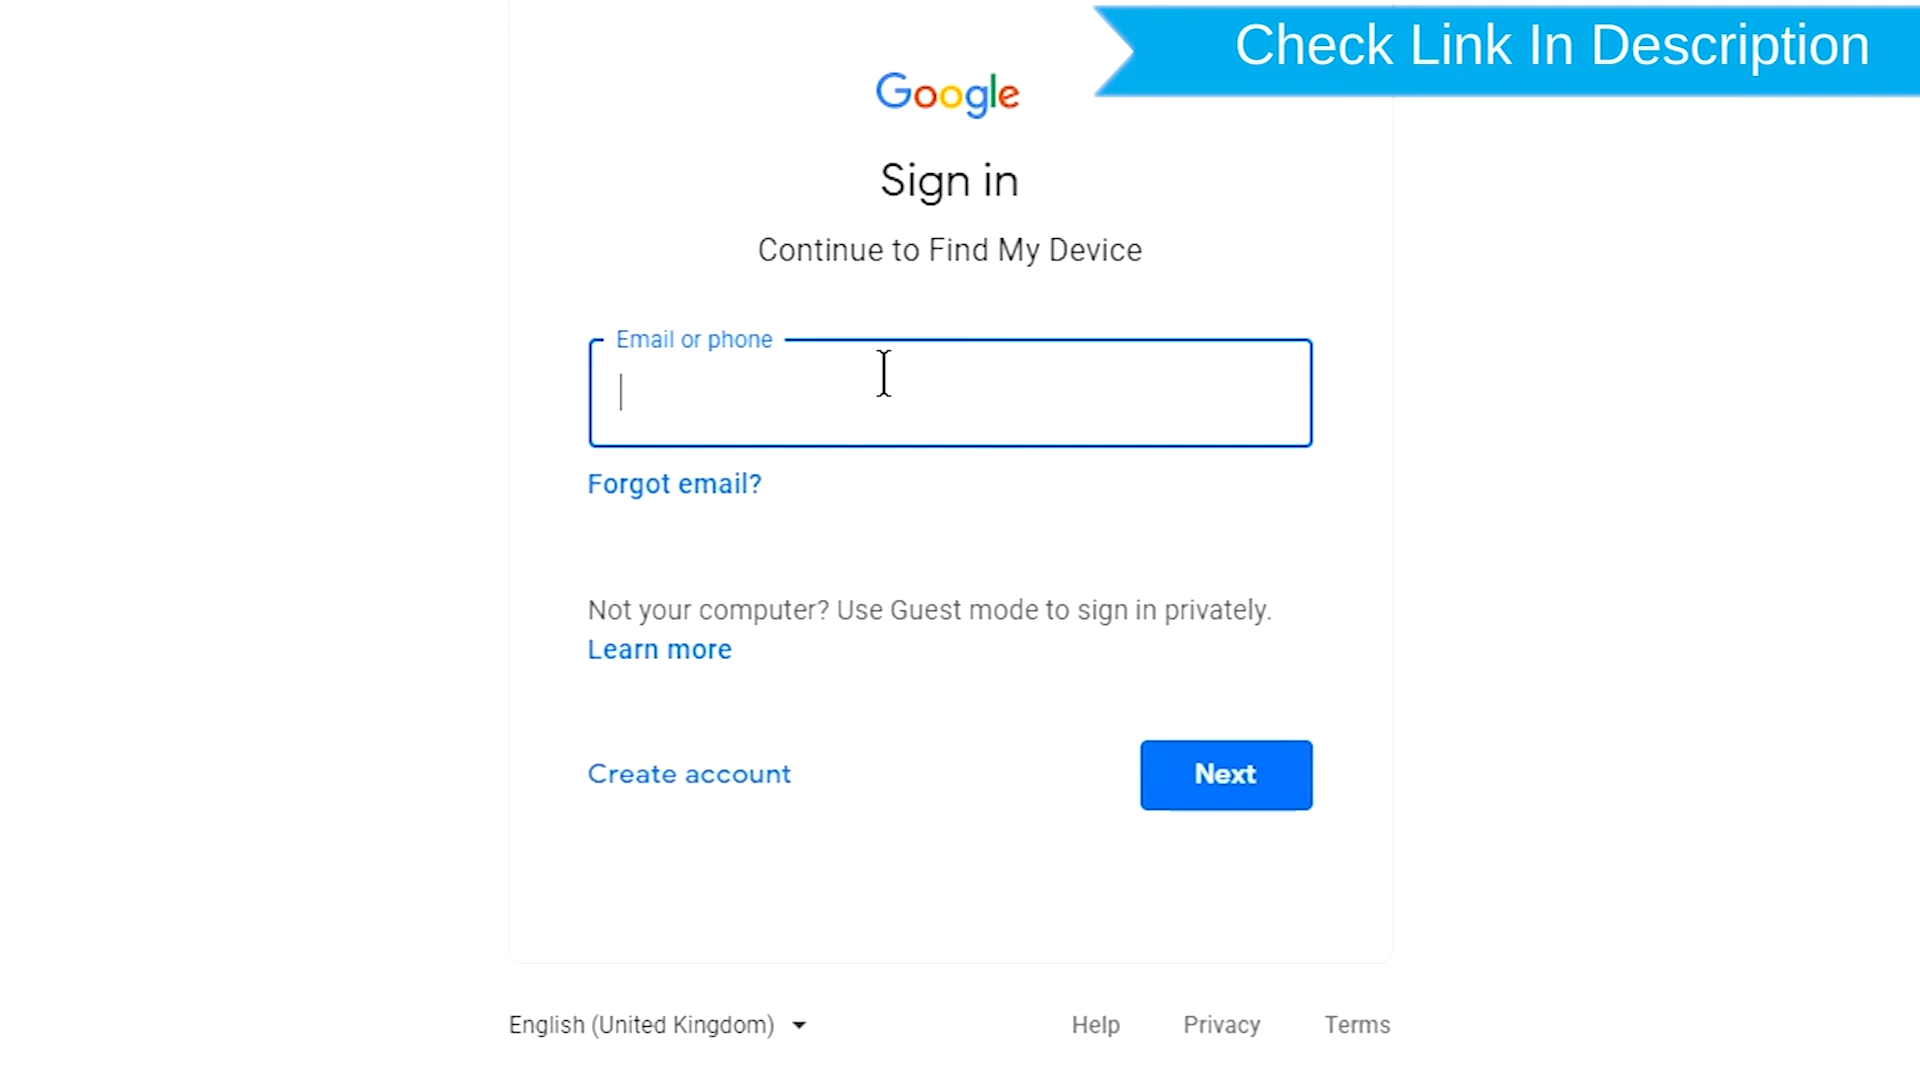 Check Link In Description
Google
Sign in
Continue to Find My Device
Email or phone
Forgot email?
Not your computer? Use Guest mode to sign in privately.
Learn more
Create account
Next
English (United Kingdom)
Help
Privacy
Terms